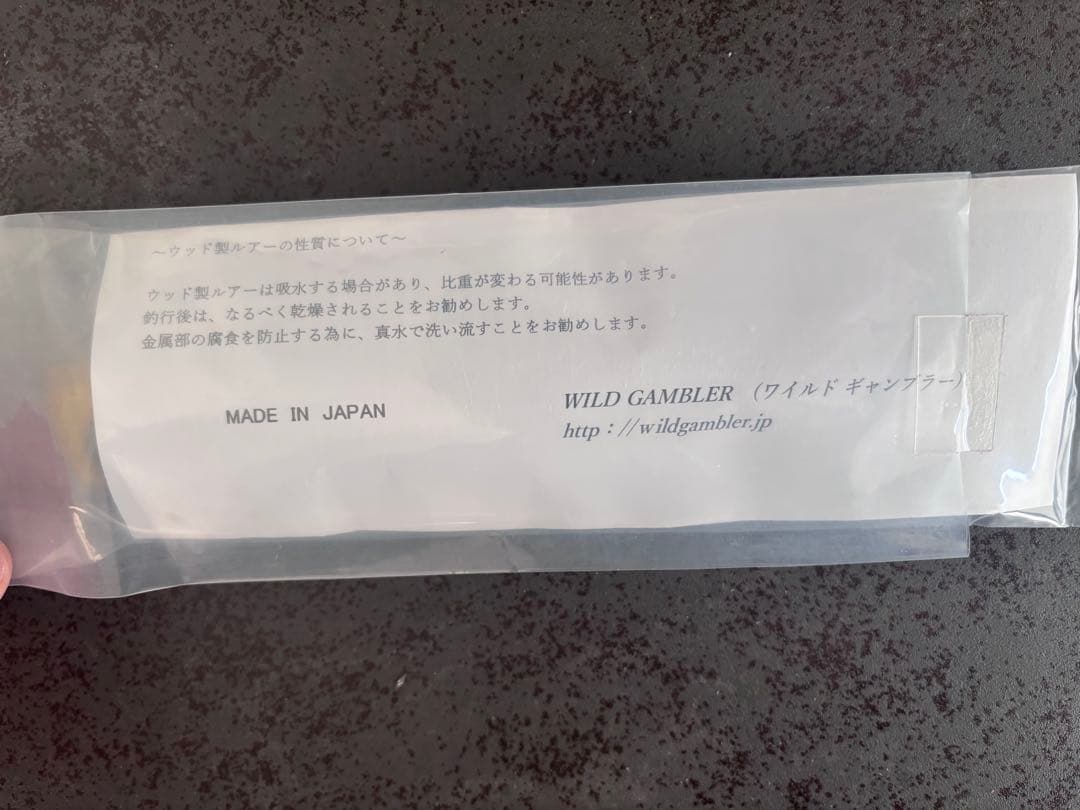 ～ウッド製ルアーの性質について～
ウッド製ルアーは吸水する場合があり、比重が変わる可能性があります。
釣行後は、なるべく乾燥されることをお勧めします。
金属部の腐食を防止する為に、真水で洗い流すことをお勧めします。
MADE IN JAPAN
WILD GAMBLER （ワイルド ギャンブラー）
http：//wildgambler.jp